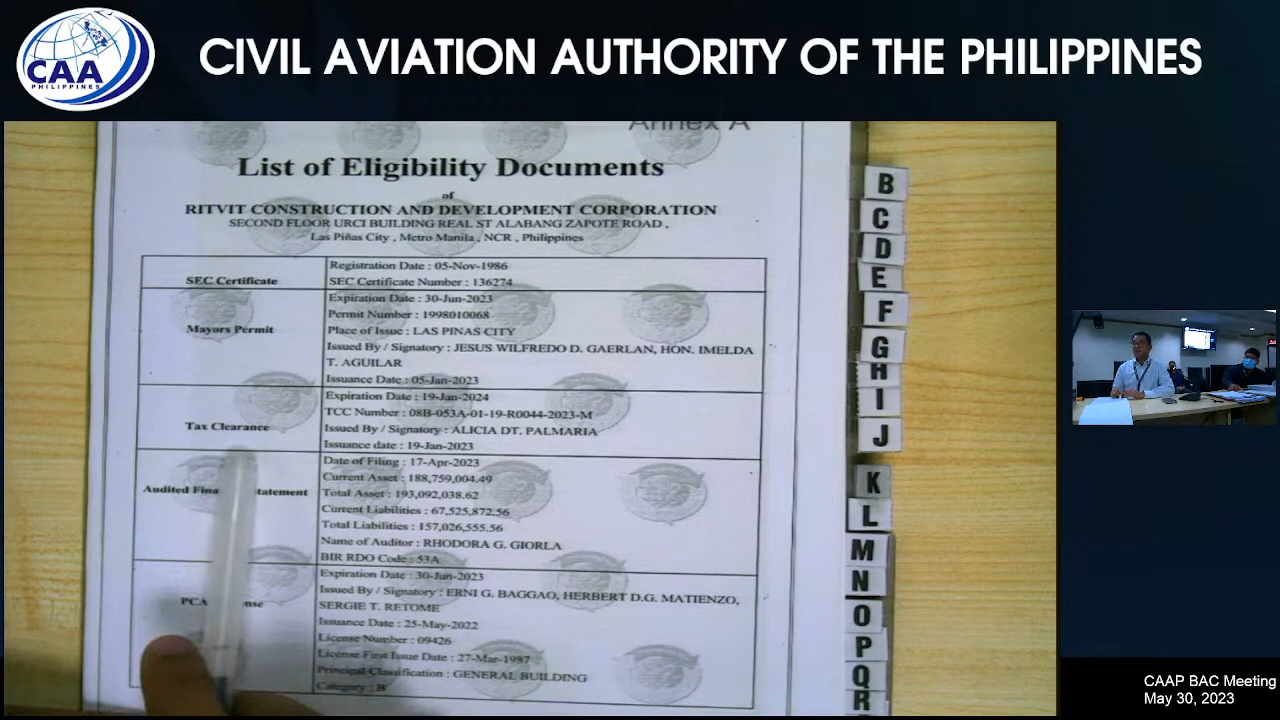 CAA
PHILIPPINES
CIVIL AVIATION AUTHORITY OF THE PHILIPPINES
Annex A
List of Eligibility Documents
of
RITVIT CONSTRUCTION AND DEVELOPMENT CORPORATION
SECOND FLOOR URCI BUILDING REAL ST ALABANG ZAPOTE ROAD ,
Las Piñas City , Metro Manila , NCR , Philippines
SEC Certificate
Registration Date : 05-Nov-1986
SEC Certificate Number : 136274
Mayors Permit
Expiration Date : 30-Jun-2023
Permit Number : 1998010068
Place of Issue : LAS PINAS CITY
Issued By / Signatory : JESUS WILFREDO D. GAERLAN, HON. IMELDA
T. AGUILAR
Issuance Date : 05-Jan-2023
Tax Clearance
Expiration Date : 19-Jan-2024
TCC Number : 08B-053A-01-19-R0044-2023-M
Issued By / Signatory : ALICIA DT. PALMARIA
Issuance date : 19-Jan-2023
Audited Fina tatement
Date of Filing : 17-Apr-2023
Current Asset : 188,759,004.49
Total Asset : 193,092,038.62
Current Liabilities : 67,525,872.56
Total Liabilities : 157,026,555.56
Name of Auditor : RHODORA G. GIORLA
BIR RDO Code : 53A
PCA nse
Expiration Date : 30-Jun-2023
Issued By / Signatory : ERNI G. BAGGAO, HERBERT D.G. MATIENZO,
SERGIE T. RETOME
Issuance Date : 25-May-2022
License Number : 09426
License First Issue Date : 27-Mar-1987
Principal Classification : GENERAL BUILDING
Category : B
B
C
D
E
F
G
H
I
J
K
L
M
N
O
P
Q
R
CAAP BAC Meeting
May 30, 2023